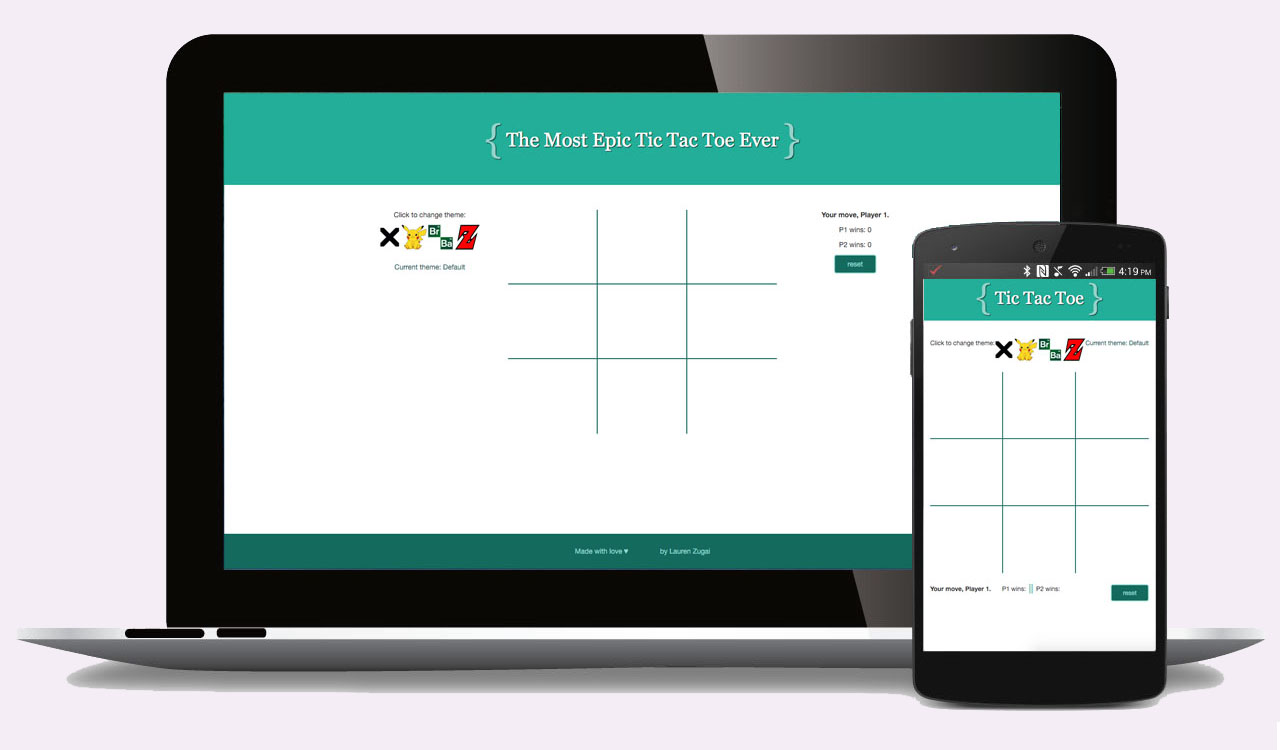 { The Most Epic Tic Tac Toe Ever }
Click to change theme:
Br
Ba
Z
Current theme: Default
Your move, Player 1.
P1 wins: 0
P2 wins: 0
reset
Made with love ♥ by Lauren Zugai
4:19 PM
{ Tic Tac Toe }
Click to change theme:
Br
Ba
Z
Current theme: Default
Your move, Player 1. P1 wins: || P2 wins:
reset